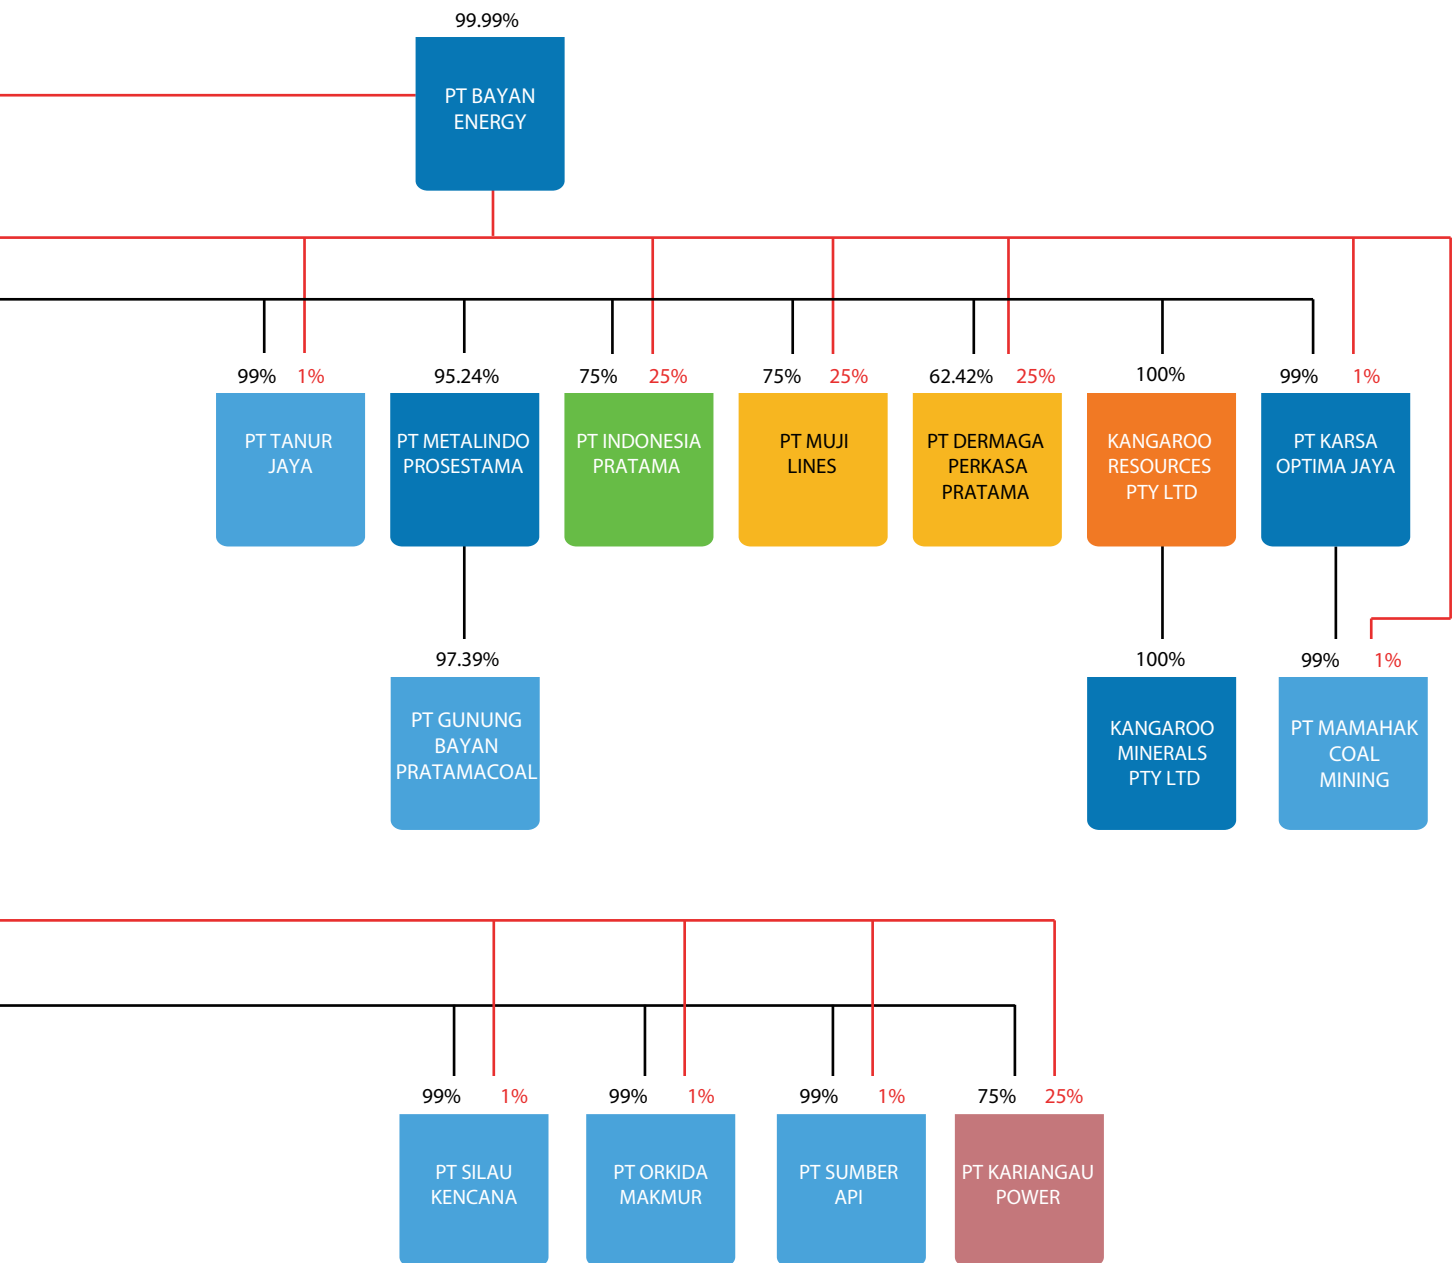 99.99%
PT BAYAN
ENERGY
99% 1%
PT TANUR
JAYA
95.24%
PT METALINDO
PROSESTAMA
75% 25%
PT INDONESIA
PRATAMA
75% 25%
PT MUJI
LINES
62.42% 25%
PT DERMAGA
PERKASA
PRATAMA
100%
KANGAROO
RESOURCES
PTY LTD
99% 1%
PT KARSA
OPTIMA JAYA
97.39%
PT GUNUNG
BAYAN
PRATAMACOAL
100%
KANGAROO
MINERALS
PTY LTD
99% 1%
PT MAMAHAK
COAL
MINING
99% 1%
PT SILAU
KENCANA
99% 1%
PT ORKIDA
MAKMUR
99% 1%
PT SUMBER
API
75% 25%
PT KARIANGAU
POWER